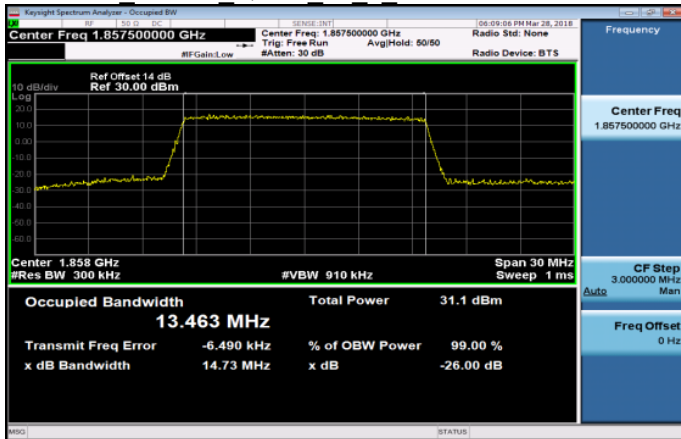 Keysight Spectrum Analyzer - Occupied BW
RF 50 Ω DC SENSE:INT 06:09:06 PM Mar 28, 2018
Center Freq 1.857500000 GHz Center Freq: 1.857500000 GHz Radio Std: None Frequency
Trig: Free Run Avg|Hold: 50/50
#IFGain:Low #Atten: 30 dB Radio Device: BTS
Ref Offset 14 dB
10 dB/div Ref 30.00 dBm
Log
20.0
10.0
0.00
-10.0
-20.0
-30.0
-40.0
-50.0
-60.0
Center Freq
1.857500000 GHz
Center 1.858 GHz Span 30 MHz
#Res BW 300 kHz #VBW 910 kHz Sweep 1 ms
CF Step
3.000000 MHz
Auto Man
Occupied Bandwidth Total Power 31.1 dBm
13.463 MHz
Freq Offset
0 Hz
Transmit Freq Error -6.490 kHz % of OBW Power 99.00 %
x dB Bandwidth 14.73 MHz x dB -26.00 dB
MSG STATUS